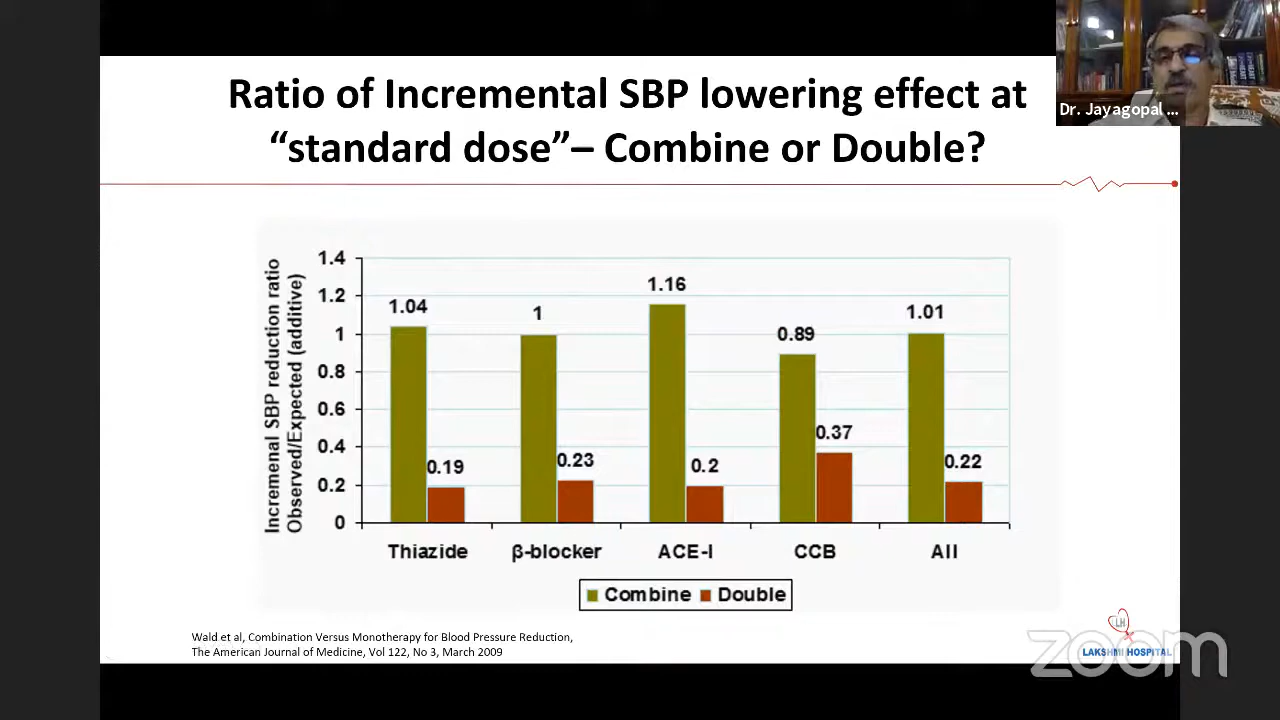 Ratio of Incremental SBP lowering effect at
“standard dose”– Combine or Double?
Dr. Jayagopal ...
Incremenal SBP reduction ratio
Observed/Expected (additive)
1.4
1.2
1
0.8
0.6
0.4
0.2
0
1.04
0.19
1
0.23
1.16
0.2
0.89
0.37
1.01
0.22
Thiazide
β-blocker
ACE-I
CCB
All
Combine
Double
Wald et al, Combination Versus Monotherapy for Blood Pressure Reduction,
The American Journal of Medicine, Vol 122, No 3, March 2009
LH
LAKSHMI HOSPITAL
zoom